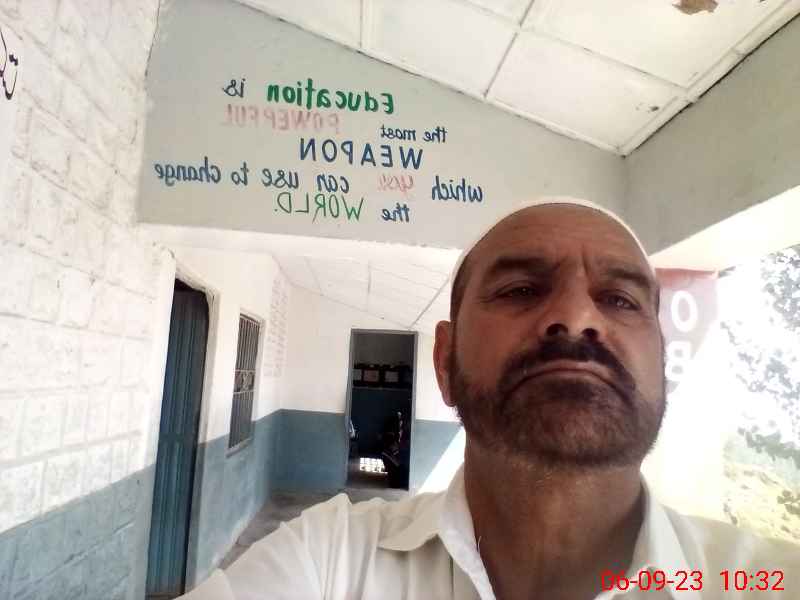 Education is
the most POWERFUL
WEAPON
which you can use to change
the WORLD.
06-09-23 10:32